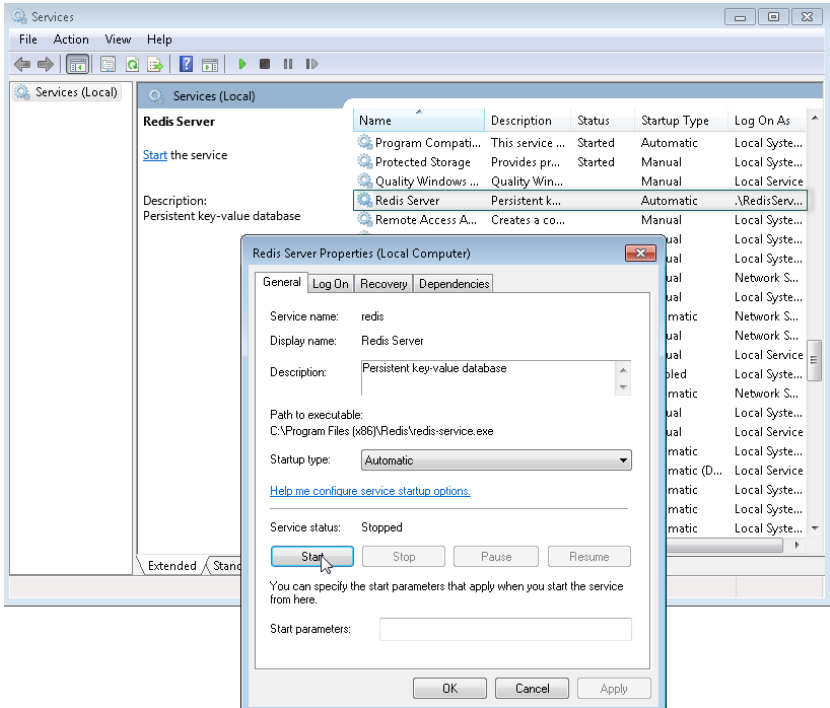 Services
File Action View Help
Services (Local)
Services (Local)
Redis Server
Start the service
Description:
Persistent key-value database
Name Description Status Startup Type Log On As
Program Compati... This service ... Started Automatic Local Syste...
Protected Storage Provides pr... Started Manual Local Syste...
Quality Windows ... Quality Win... Manual Local Service
Redis Server Persistent k... Automatic .\RedisServ...
Remote Access A... Creates a co... Manual Local Syste...
ual Local Syste...
ual Local Syste...
ual Network S...
ual Local Syste...
matic Network S...
ual Network S...
ual Local Service
bled Local Syste...
matic Network S...
ual Local Syste...
ual Local Service
matic Local Syste...
matic (D... Local Service
matic Local Syste...
matic Local Syste...
matic Local Syste...
Extended Stand
Redis Server Properties (Local Computer)
General Log On Recovery Dependencies
Service name: redis
Display name: Redis Server
Description: Persistent key-value database
Path to executable:
C:\Program Files (x86)\Redis\redis-service.exe
Startup type: Automatic
Help me configure service startup options.
Service status: Stopped
Start Stop Pause Resume
You can specify the start parameters that apply when you start the service
from here.
Start parameters:
OK Cancel Apply